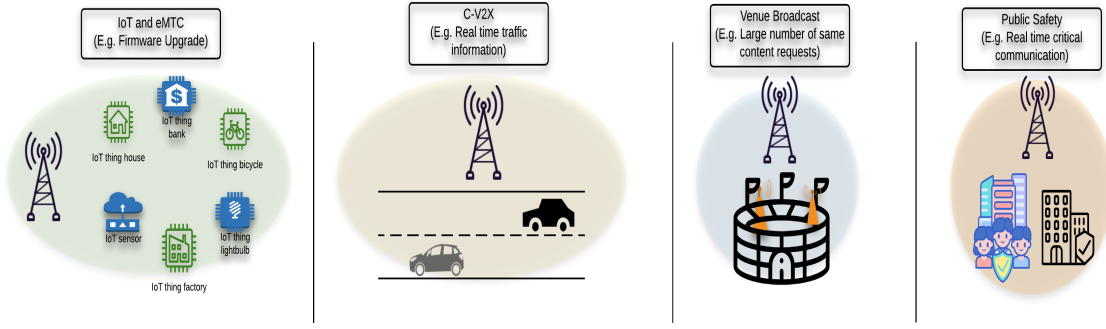 IoT and eMTC
(E.g. Firmware Upgrade)
IoT thing
bank
IoT thing house
IoT thing bicycle
IoT sensor
IoT thing
lightbulb
IoT thing factory
C-V2X
(E.g. Real time traffic
information)
Venue Broadcast
(E.g. Large number of same
content requests)
Public Safety
(E.g. Real time critical
communication)